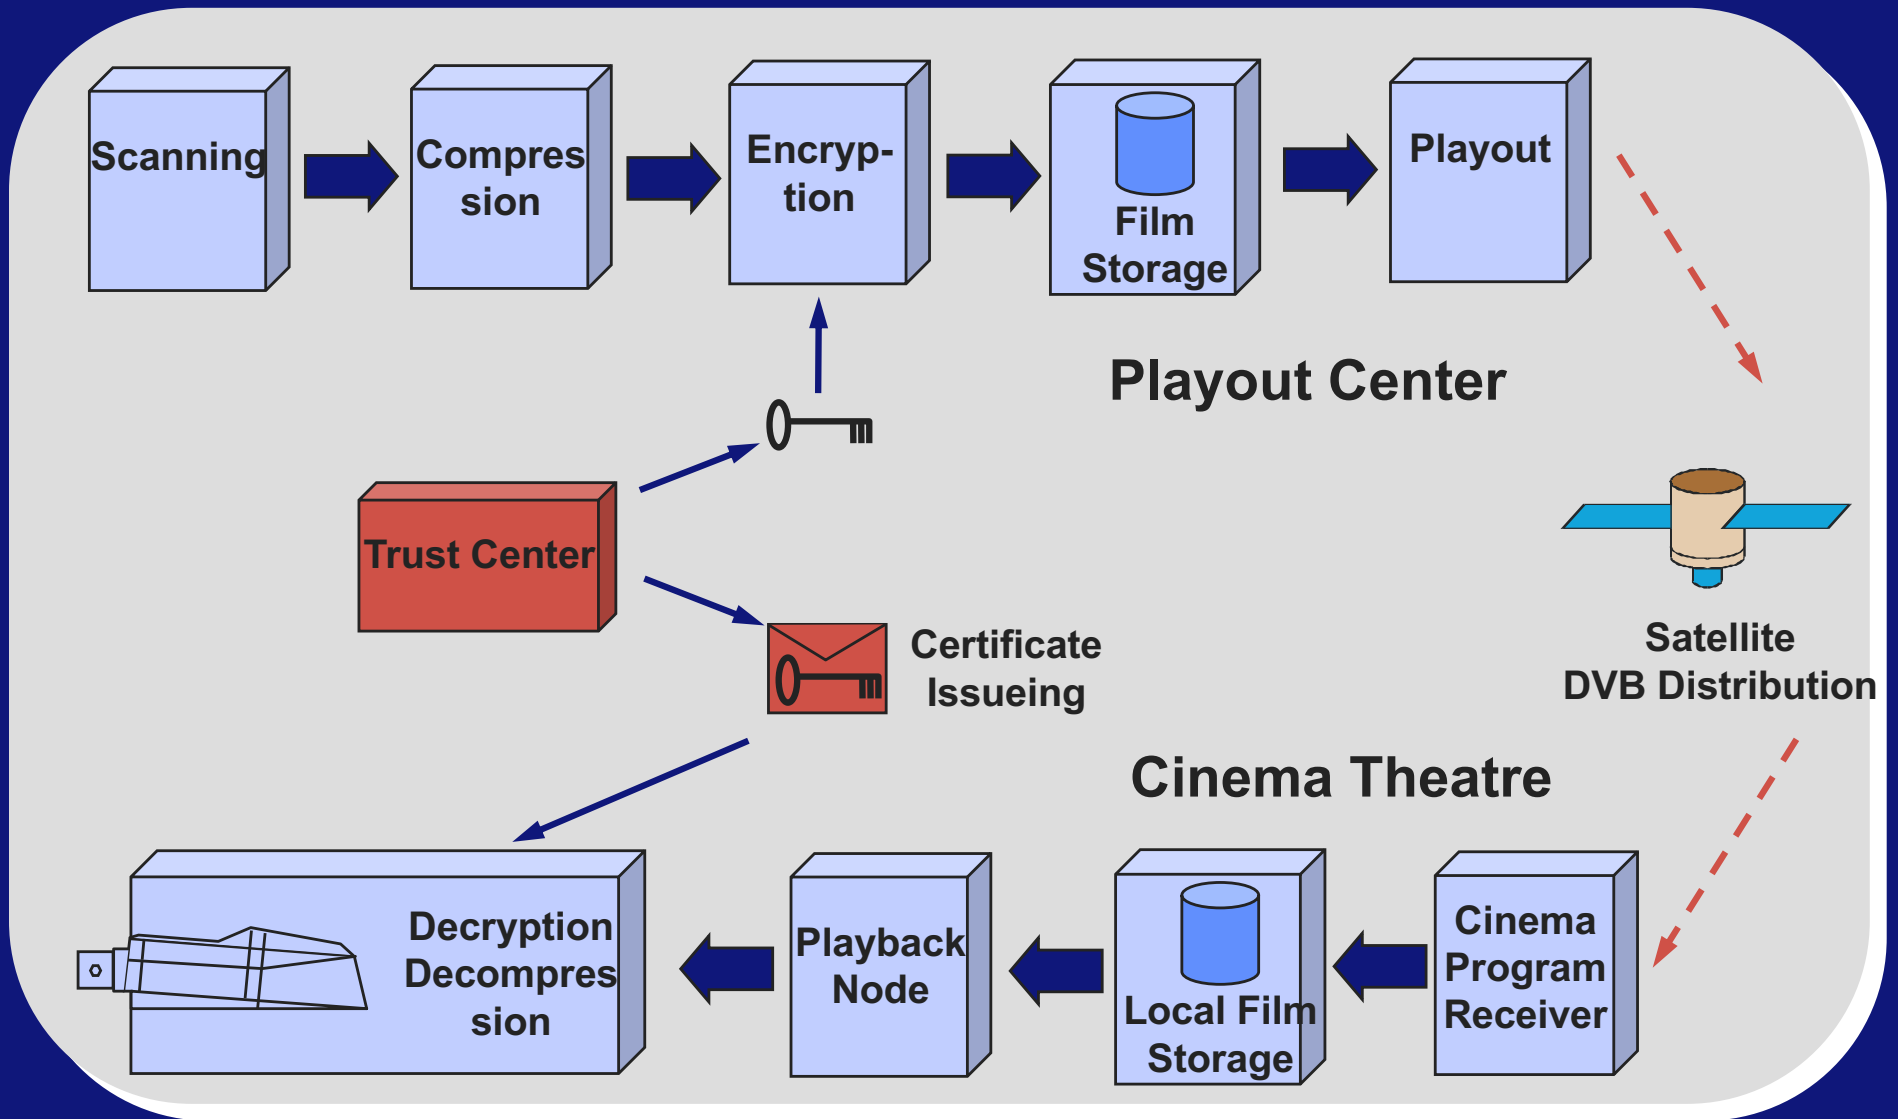 Scanning
Compres
sion
Encryp-
tion
Film
Storage
Playout
Playout Center
Trust Center
Certificate
Issueing
Satellite
DVB Distribution
Cinema Theatre
Decryption
Decompres
sion
Playback
Node
Local Film
Storage
Cinema
Program
Receiver